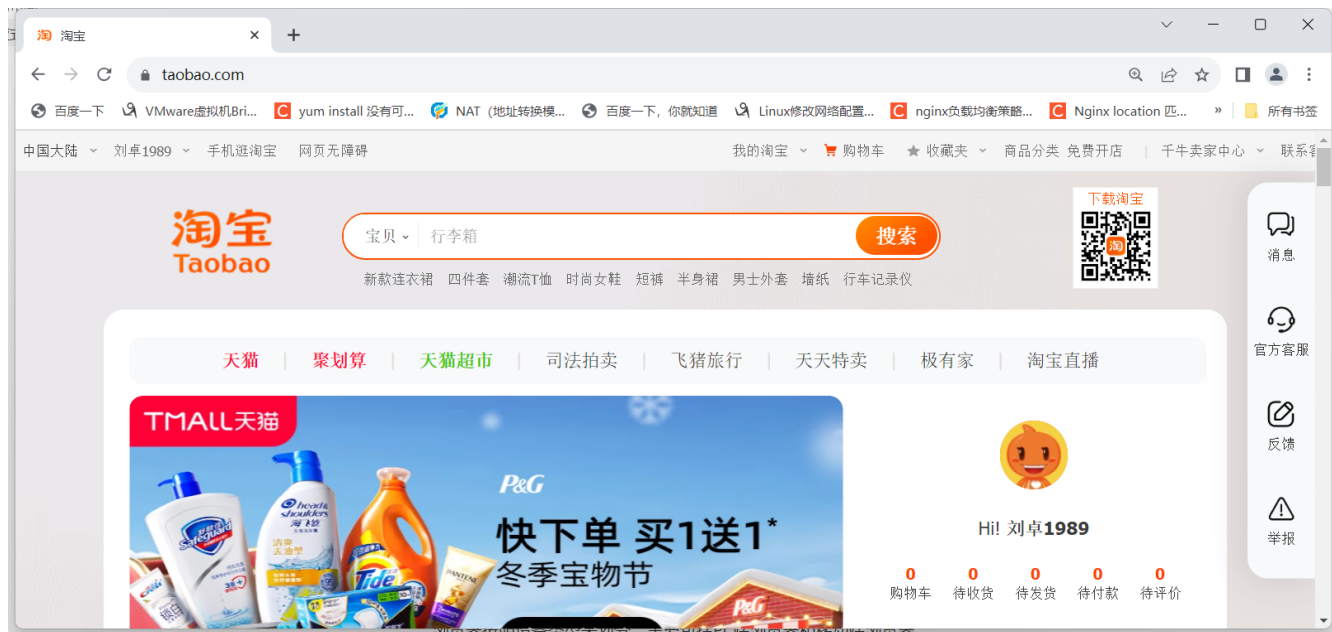 淘宝
taobao.com
百度一下 VMware虚拟机Bri... yum install 没有可... NAT（地址转换模... 百度一下，你就知道 Linux修改网络配置... nginx负载均衡策略... Nginx location 匹... » 所有书签
中国大陆 刘卓1989 手机逛淘宝 网页无障碍 我的淘宝 购物车 收藏夹 商品分类 免费开店 千牛卖家中心 联系客
下载淘宝
淘宝
Taobao
宝贝 行李箱 搜索
新款连衣裙 四件套 潮流T恤 时尚女鞋 短裤 半身裙 男士外套 墙纸 行车记录仪
消息
官方客服
反馈
举报
天猫 聚划算 天猫超市 司法拍卖 飞猪旅行 天天特卖 极有家 淘宝直播
TMALL天猫
P&G
快下单 买1送1*
冬季宝物节
Safeguard
head&
shoulders
海飞丝
Tide
PANTENE
P&G
Hi! 刘卓1989
0 0 0 0 0
购物车 待收货 待发货 待付款 待评价